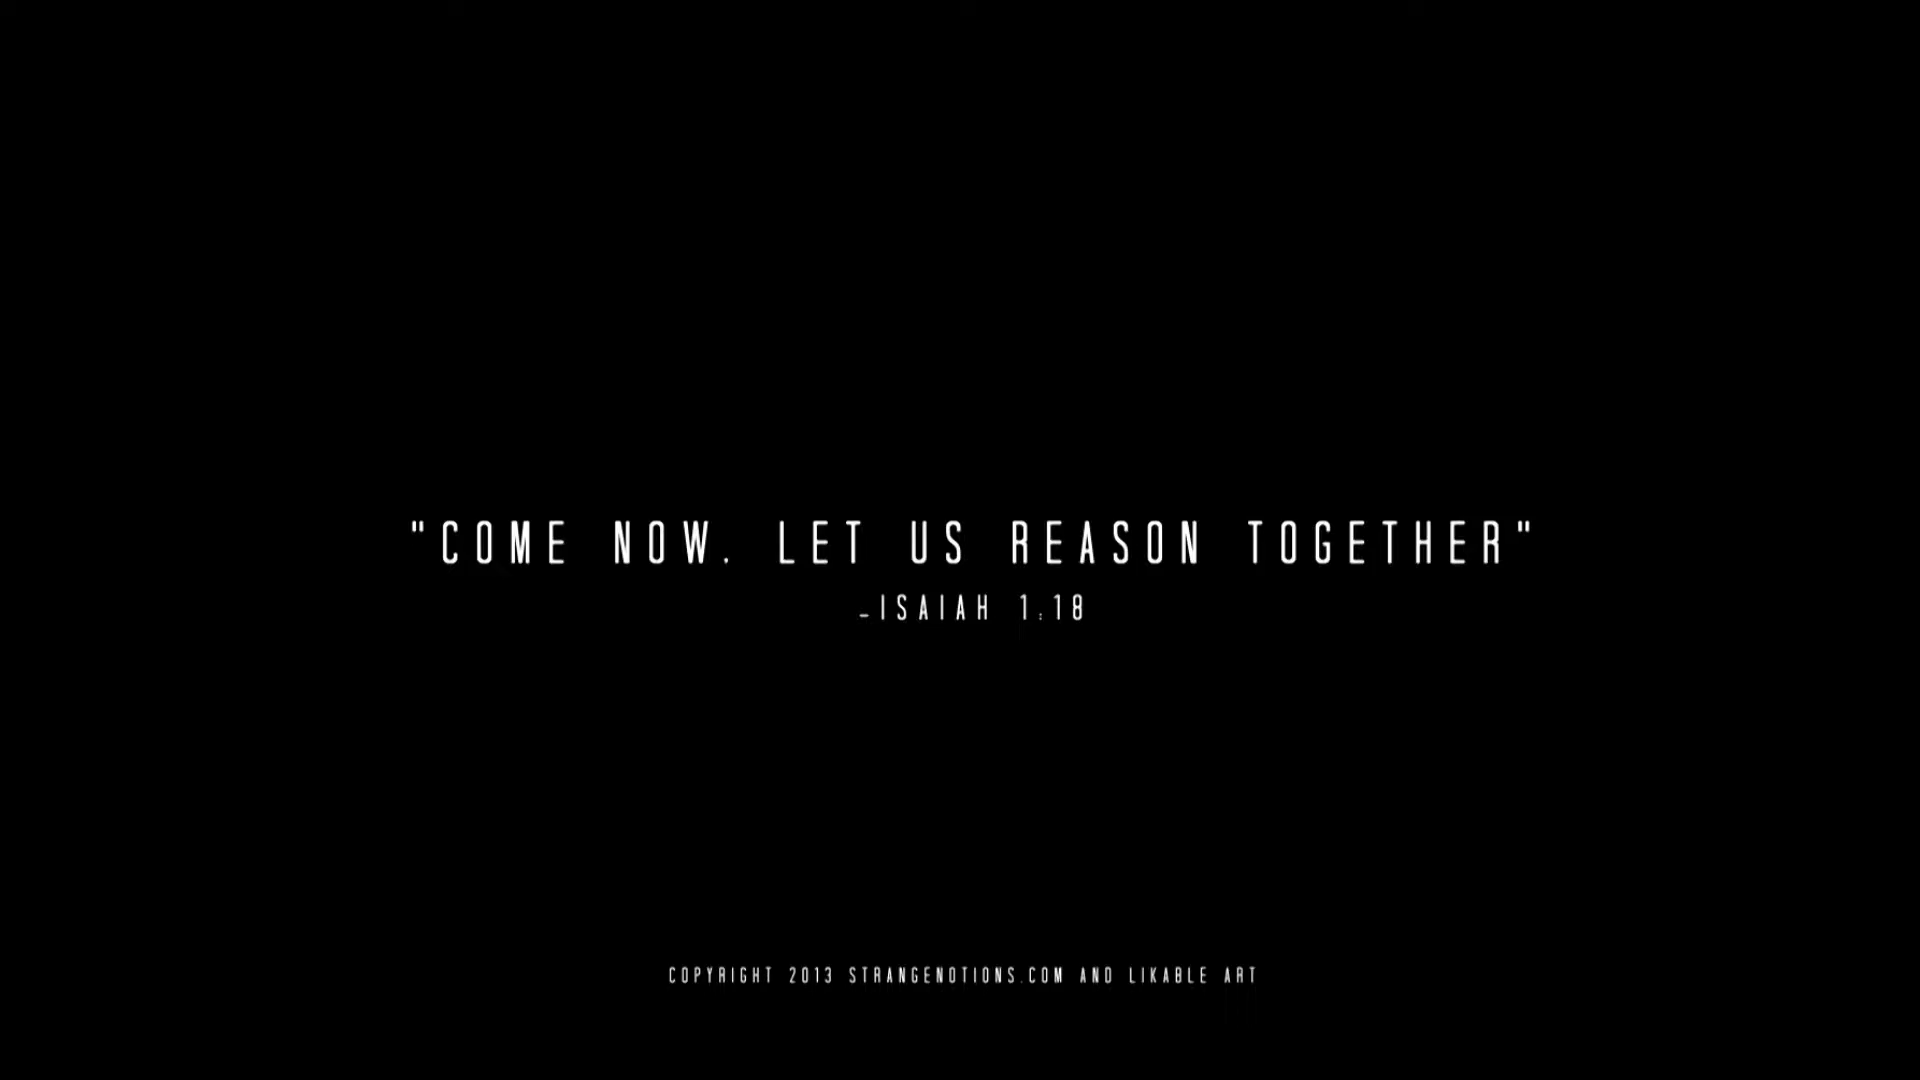 "COME NOW, LET US REASON TOGETHER"
-ISAIAH 1:18
COPYRIGHT 2013 STRANGENOTIONS.COM AND LIKABLE ART